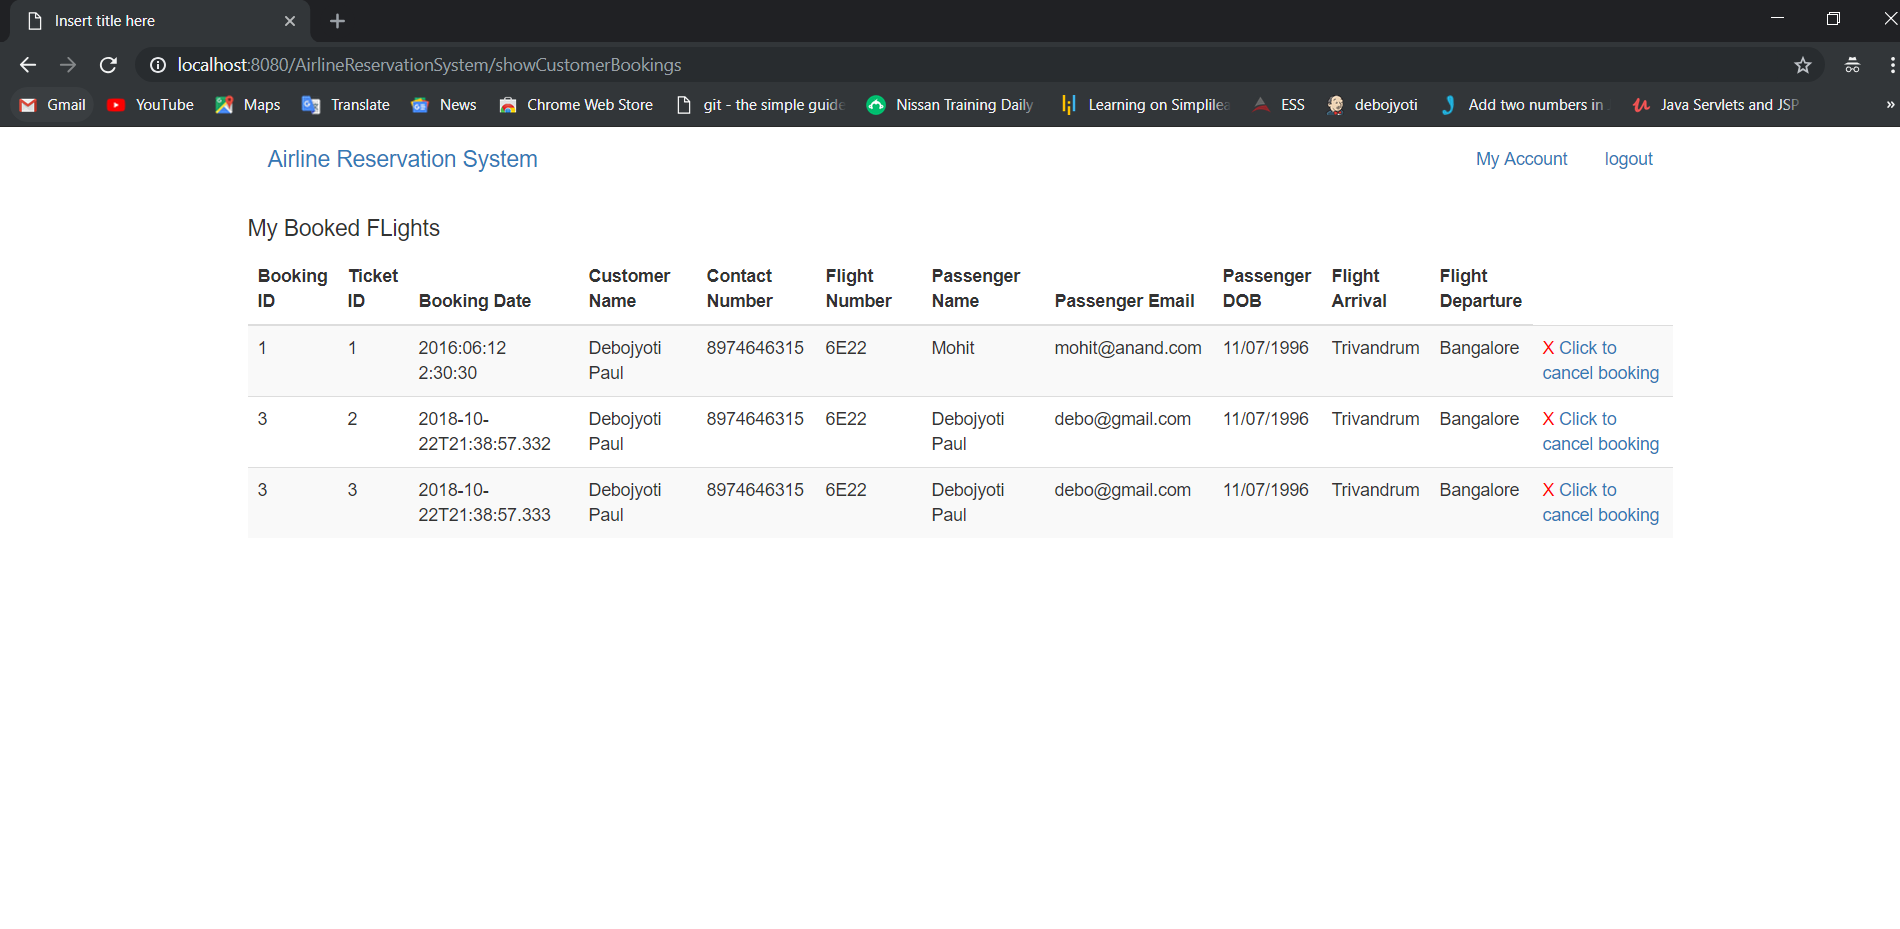 Insert title here
localhost:8080/AirlineReservationSystem/showCustomerBookings
Gmail YouTube Maps Translate News Chrome Web Store git - the simple guide Nissan Training Daily Learning on Simplilea ESS debojyoti Add two numbers in Java Servlets and JSP »
Airline Reservation System My Account logout
My Booked FLights
Booking ID Ticket ID Booking Date Customer Name Contact Number Flight Number Passenger Name Passenger Email Passenger DOB Flight Arrival Flight Departure
1 1 2016:06:12 2:30:30 Debojyoti Paul 8974646315 6E22 Mohit mohit@anand.com 11/07/1996 Trivandrum Bangalore X Click to cancel booking
3 2 2018-10-22T21:38:57.332 Debojyoti Paul 8974646315 6E22 Debojyoti Paul debo@gmail.com 11/07/1996 Trivandrum Bangalore X Click to cancel booking
3 3 2018-10-22T21:38:57.333 Debojyoti Paul 8974646315 6E22 Debojyoti Paul debo@gmail.com 11/07/1996 Trivandrum Bangalore X Click to cancel booking